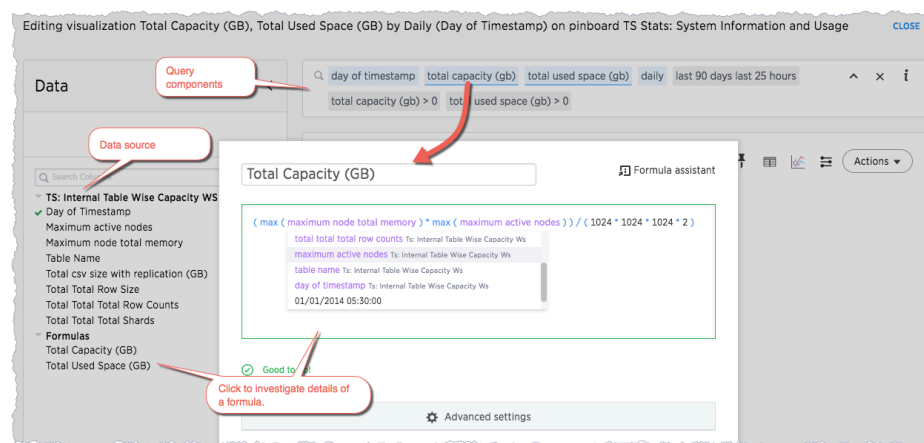 Editing visualization Total Capacity (GB), Total Used Space (GB) by Daily (Day of Timestamp) on pinboard TS Stats: System Information and Usage
CLOSE
Data
Query
components
day of timestamp total capacity (gb) total used space (gb) daily last 90 days last 25 hours
total capacity (gb) > 0 total used space (gb) > 0
Data source
Actions
Search Col
TS: Internal Table Wise Capacity WS
Day of Timestamp
Maximum active nodes
Maximum node total memory
Table Name
Total csv size with replication (GB)
Total Total Row Size
Total Total Total Row Counts
Total Total Total Shards
Formulas
Total Capacity (GB)
Total Used Space (GB)
Total Capacity (GB)
Formula assistant
( max ( maximum node total memory ) * max ( maximum active nodes ) ) / ( 1024 * 1024 * 1024 * 2 )
total total total row counts Ts: Internal Table Wise Capacity Ws
maximum active nodes Ts: Internal Table Wise Capacity Ws
table name Ts: Internal Table Wise Capacity Ws
day of timestamp Ts: Internal Table Wise Capacity Ws
01/01/2014 05:30:00
Good to go!
Click to investigate details of
a formula.
Advanced settings